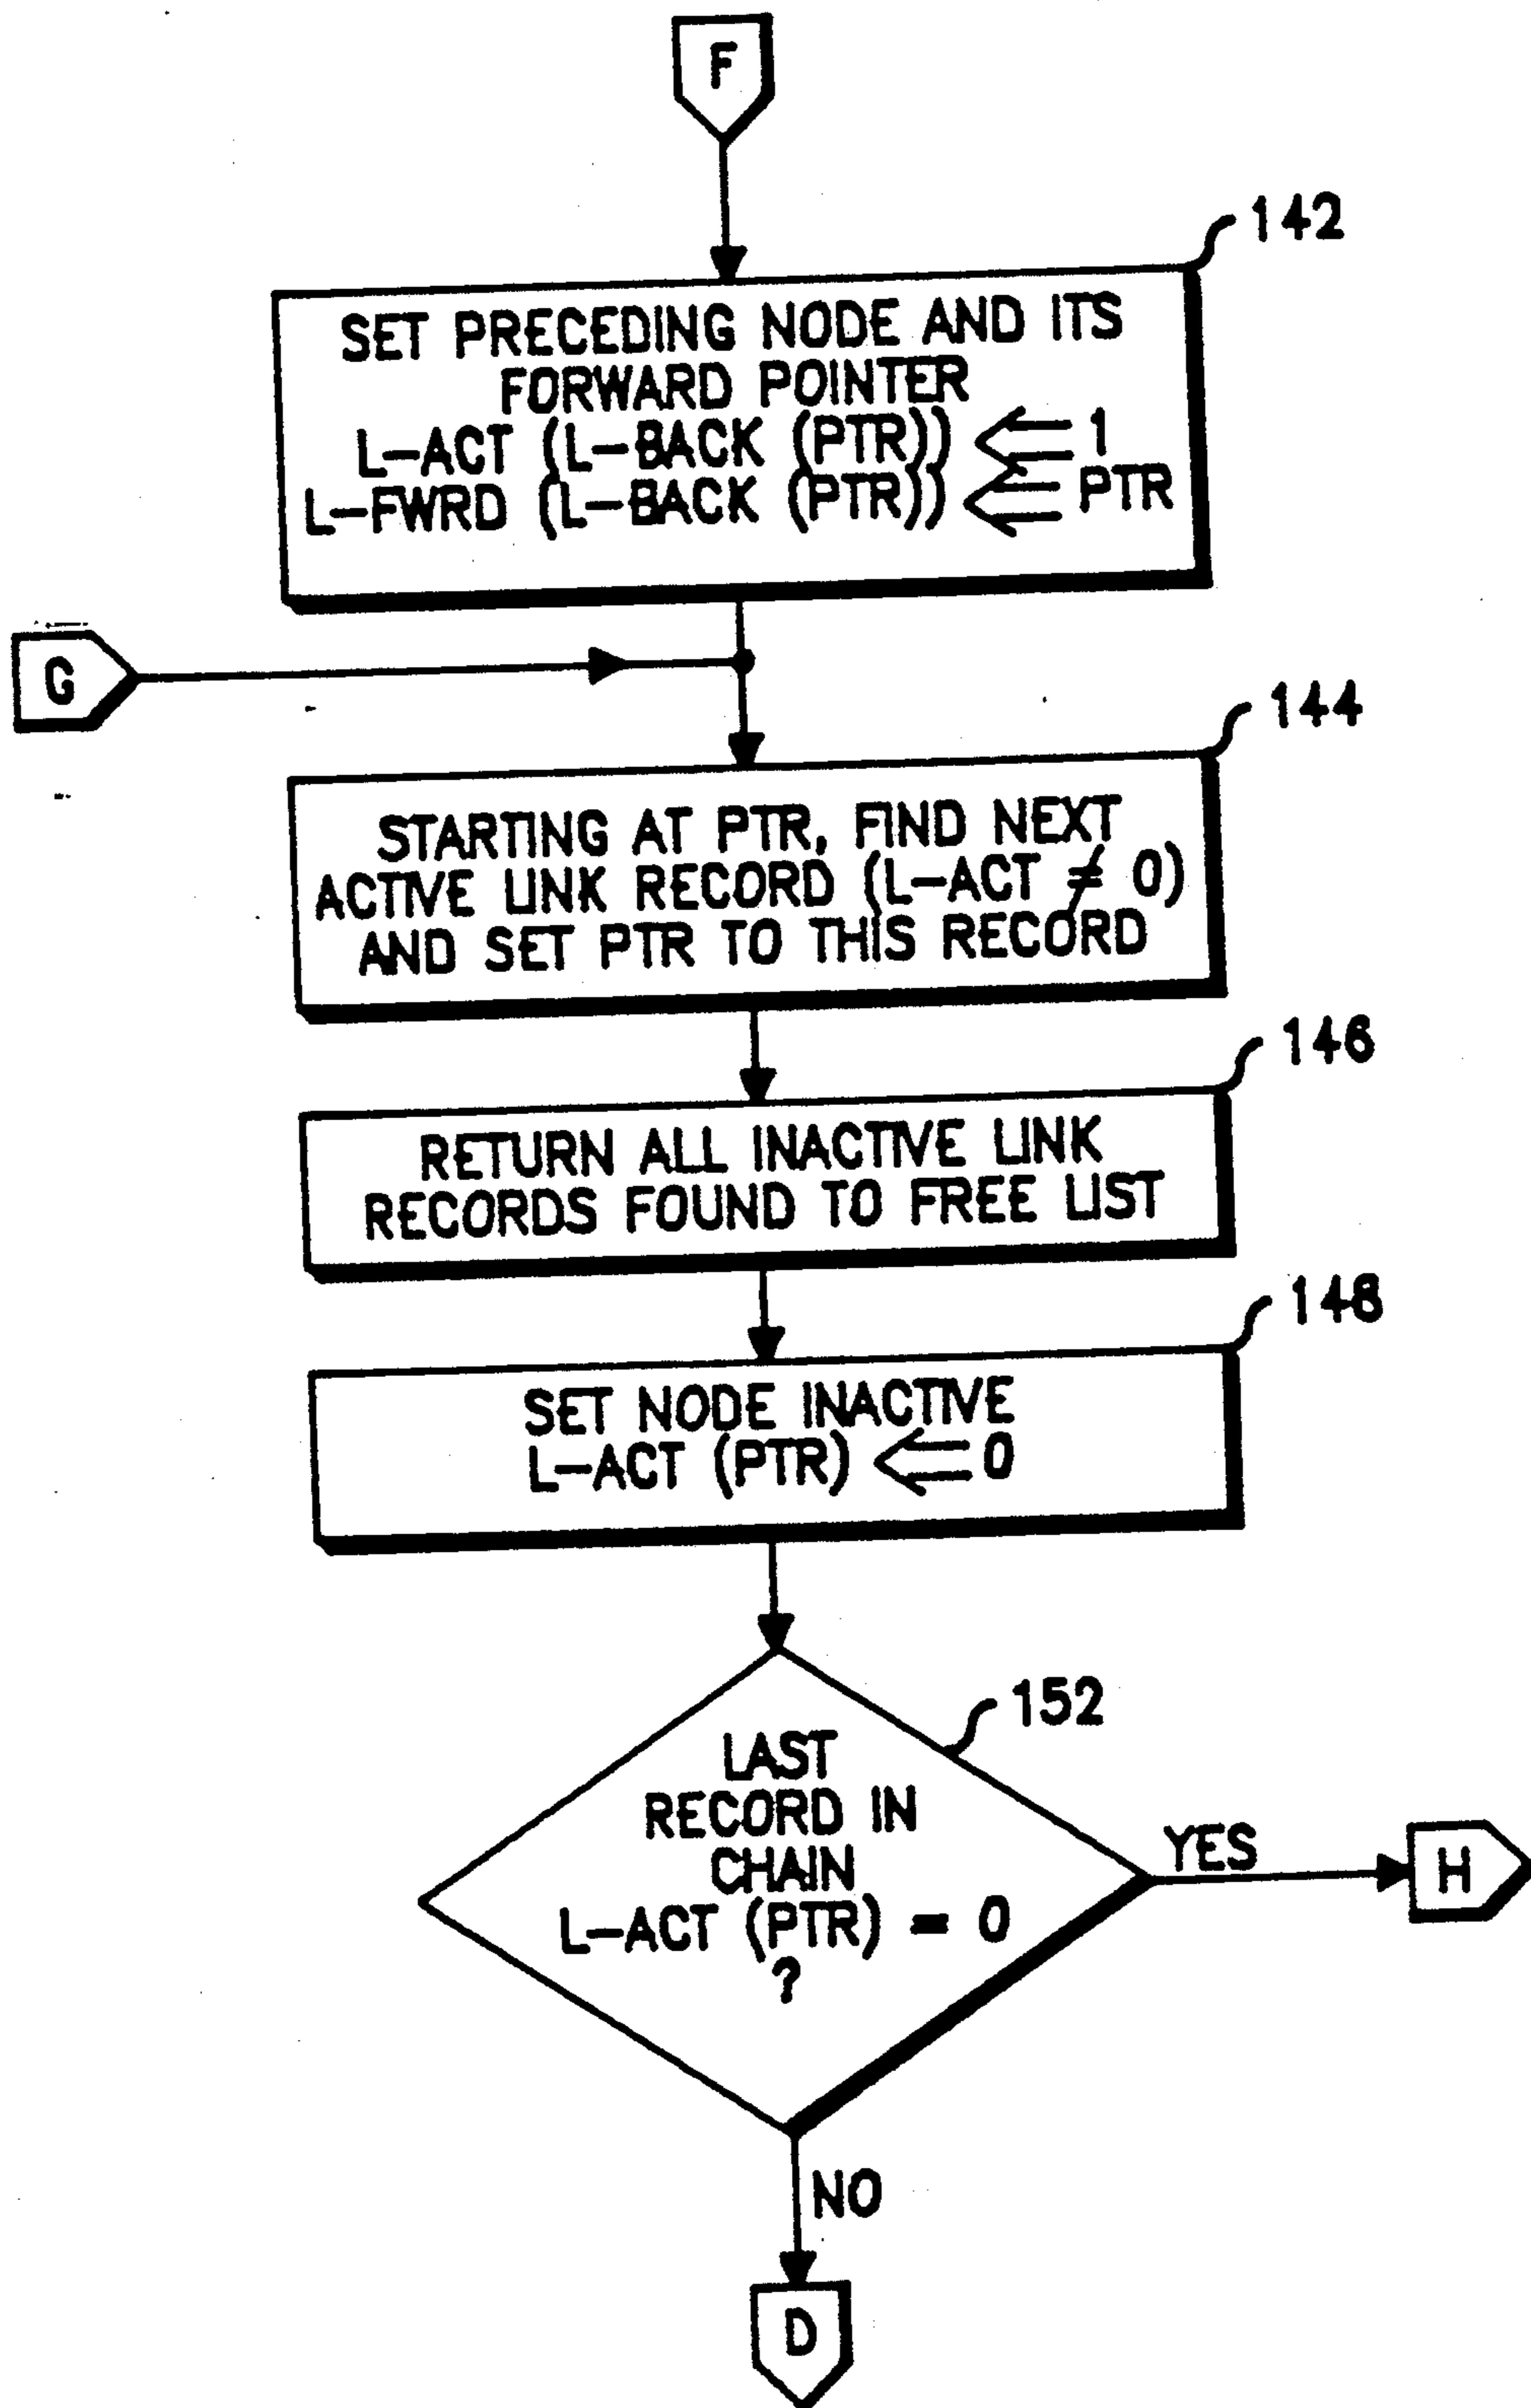 F
142
SET PRECEDING NODE AND ITS
FORWARD POINTER
L-ACT (L-BACK (PTR)) ⇐ 1
L-FWRD (L-BACK (PTR)) ⇐ PTR
G
144
STARTING AT PTR, FIND NEXT
ACTIVE LINK RECORD (L-ACT ≠ 0)
AND SET PTR TO THIS RECORD
146
RETURN ALL INACTIVE LINK
RECORDS FOUND TO FREE LIST
148
SET NODE INACTIVE
L-ACT (PTR) ⇐ 0
152
LAST
RECORD IN
CHAIN
L-ACT (PTR) = 0
?
YES
H
NO
D